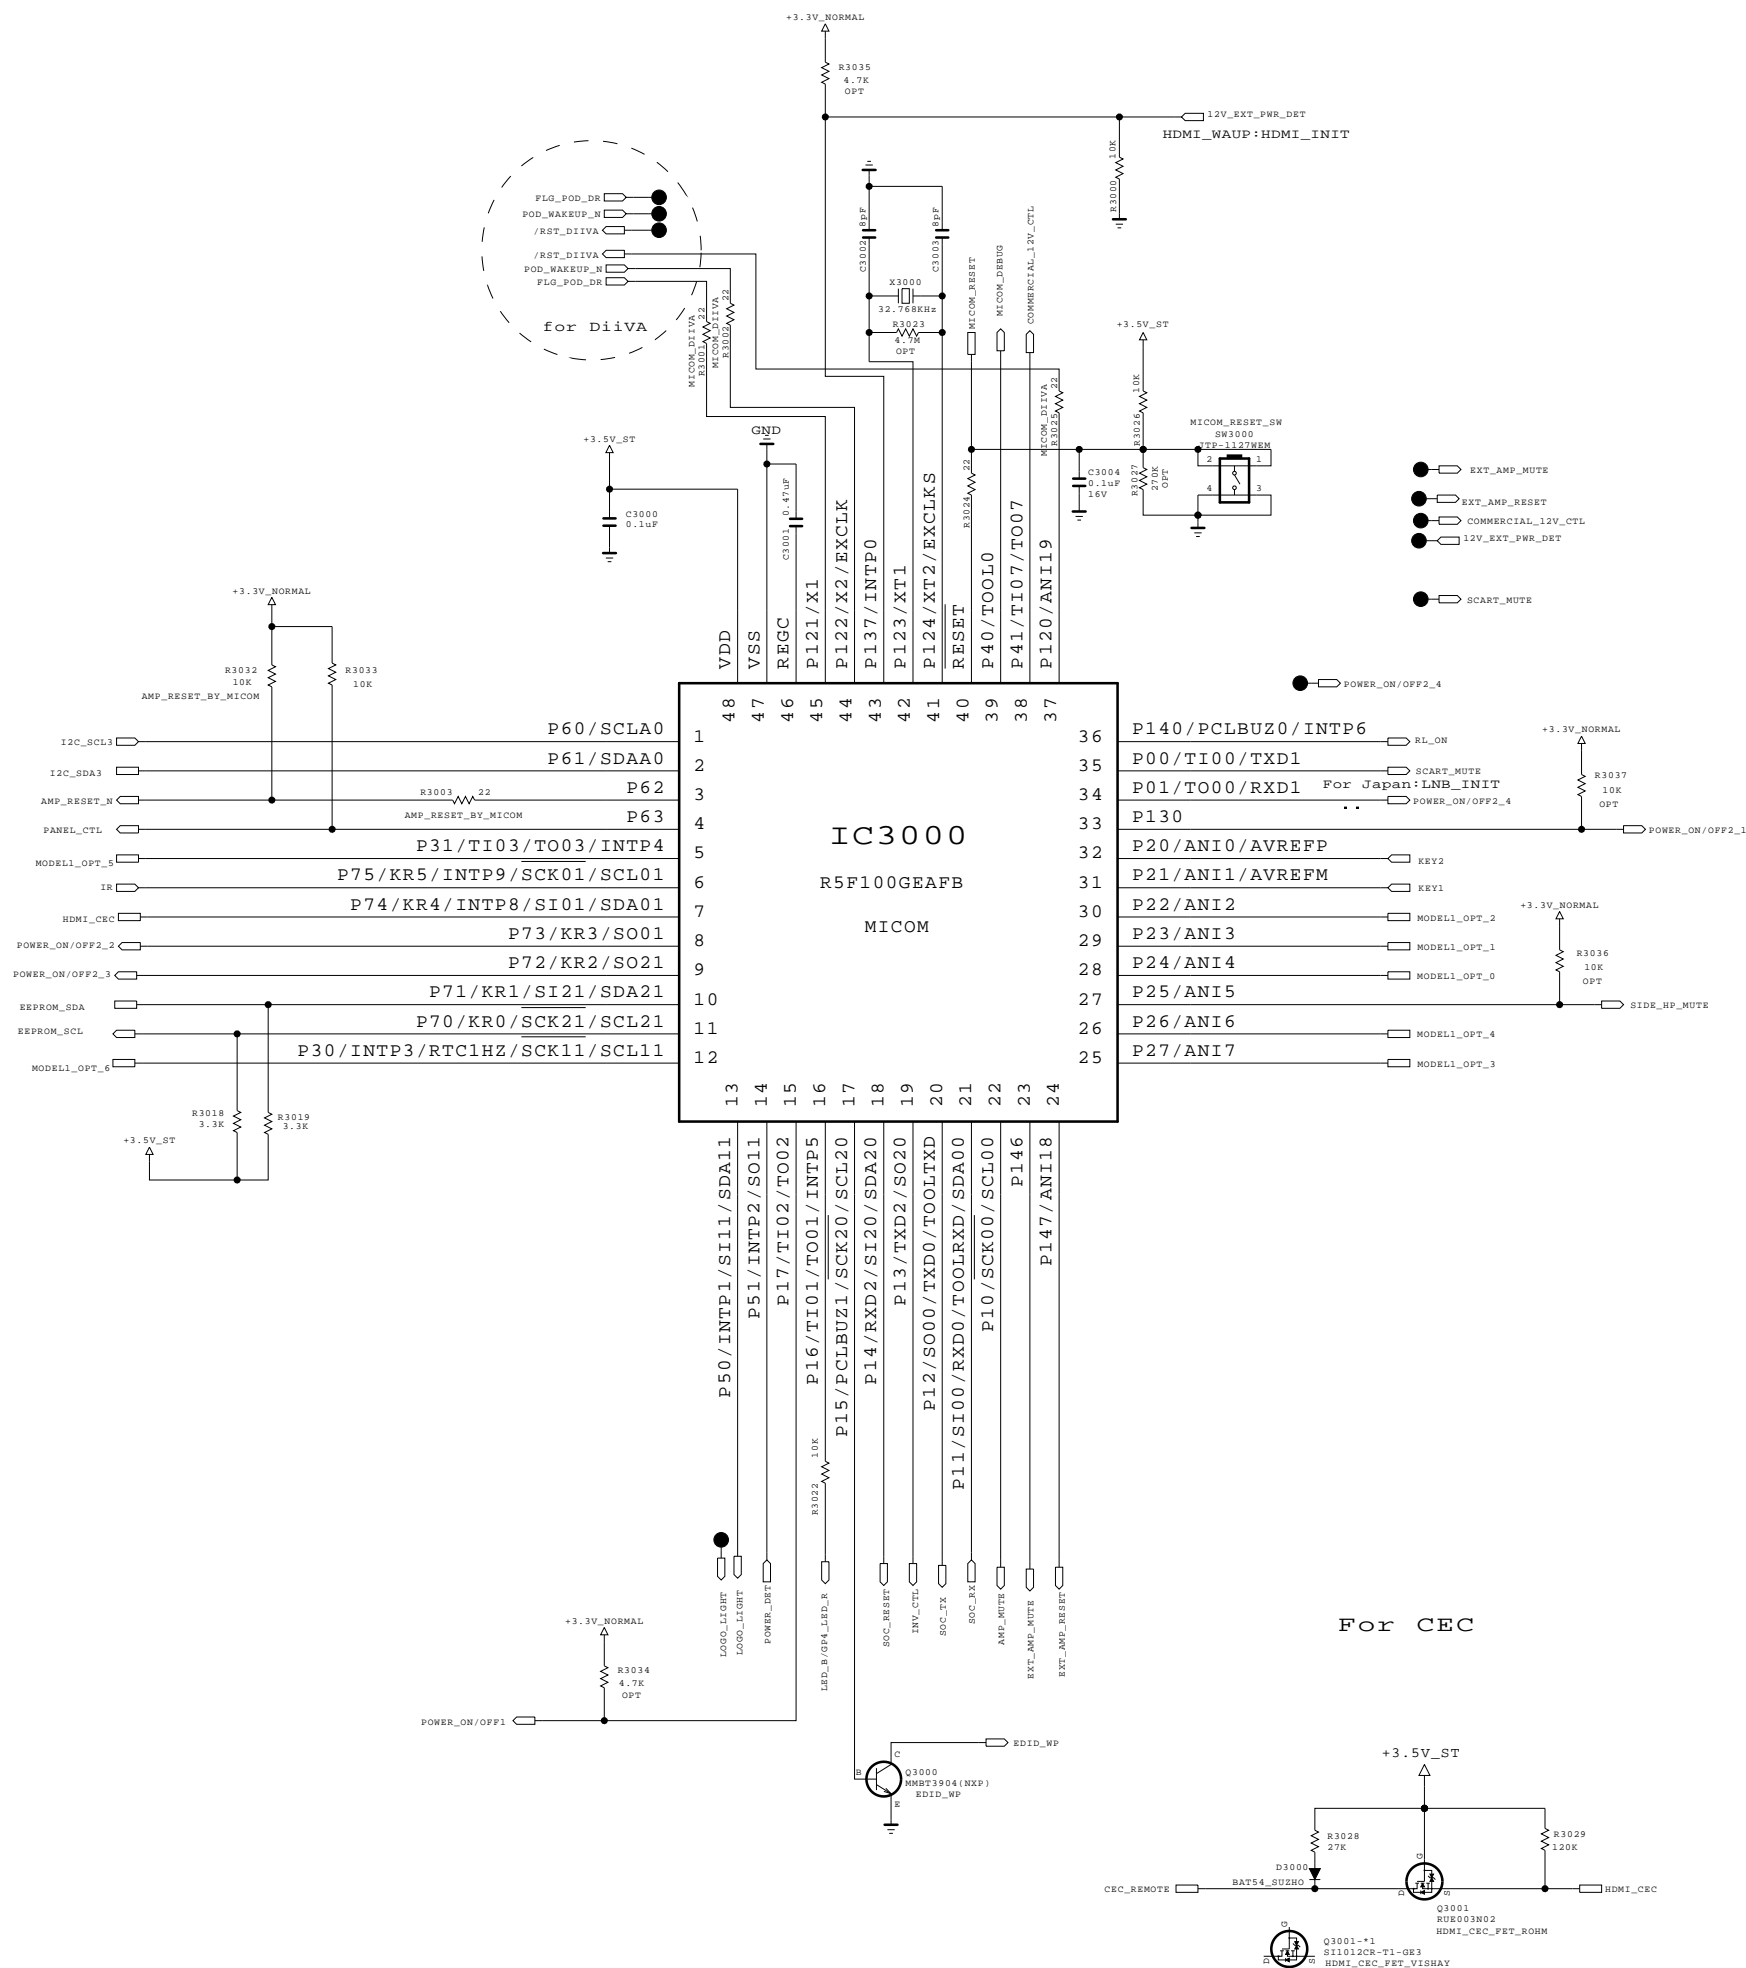 +3.3V_NORMAL
R3035
4.7K
OPT
12V_EXT_PWR_DET
HDMI_WAUP:HDMI_INIT
10K
R3000
FLG_POD_DR
POD_WAKEUP_N
/RST_DIIVA
/RST_DIIVA
POD_WAKEUP_N
FLG_POD_DR
for DiiVA
MICOM_DIIVA
R3001
22
MICOM_DIIVA
R3002
22
C3002
8pF
C3003
8pF
X3000
32.768KHz
R3023
4.7M
OPT
MICOM_RESET
MICOM_DEBUG
COMMERCIAL_12V_CTL
+3.5V_ST
10K
R3026
MICOM_DIIVA
R3025
22
MICOM_RESET_SW
SW3000
JTP-1127WEM
2
1
4
3
R3027
270K
OPT
C3004
0.1uF
16V
R3024
22
+3.5V_ST
C3000
0.1uF
GND
C3001
0.47uF
EXT_AMP_MUTE
EXT_AMP_RESET
COMMERCIAL_12V_CTL
12V_EXT_PWR_DET
SCART_MUTE
POWER_ON/OFF2_4
VDD
VSS
REGC
P121/X1
P122/X2/EXCLK
P137/INTP0
P123/XT1
P124/XT2/EXCLKS
RESET
P40/TOOL0
P41/TI07/TO07
P120/ANI19
48
47
46
45
44
43
42
41
40
39
38
37
+3.3V_NORMAL
R3032
10K
AMP_RESET_BY_MICOM
R3033
10K
I2C_SCL3
P60/SCLA0
1
I2C_SDA3
P61/SDAA0
2
AMP_RESET_N
R3003
22
AMP_RESET_BY_MICOM
P62
3
PANEL_CTL
P63
4
MODEL1_OPT_5
P31/TI03/TO03/INTP4
5
IR
P75/KR5/INTP9/SCK01/SCL01
6
HDMI_CEC
P74/KR4/INTP8/SI01/SDA01
7
POWER_ON/OFF2_2
P73/KR3/SO01
8
POWER_ON/OFF2_3
P72/KR2/SO21
9
EEPROM_SDA
P71/KR1/SI21/SDA21
10
EEPROM_SCL
P70/KR0/SCK21/SCL21
11
MODEL1_OPT_6
P30/INTP3/RTC1HZ/SCK11/SCL11
12
R3018
3.3K
R3019
3.3K
+3.5V_ST
IC3000
R5F100GEAFB
MICOM
36
P140/PCLBUZ0/INTP6
RL_ON
35
P00/TI00/TXD1
SCART_MUTE
34
P01/TO00/RXD1
For Japan:LNB_INIT
POWER_ON/OFF2_4
33
P130
POWER_ON/OFF2_1
+3.3V_NORMAL
R3037
10K
OPT
32
P20/ANI0/AVREFP
KEY2
31
P21/ANI1/AVREFM
KEY1
30
P22/ANI2
MODEL1_OPT_2
29
P23/ANI3
MODEL1_OPT_1
28
P24/ANI4
MODEL1_OPT_0
27
P25/ANI5
SIDE_HP_MUTE
+3.3V_NORMAL
R3036
10K
OPT
26
P26/ANI6
MODEL1_OPT_4
25
P27/ANI7
MODEL1_OPT_3
13
14
15
16
17
18
19
20
21
22
23
24
P50/INTP1/SI11/SDA11
P51/INTP2/SO11
P17/TI02/TO02
P16/TI01/TO01/INTP5
P15/PCLBUZ1/SCK20/SCL20
P14/RXD2/SI20/SDA20
P13/TXD2/SO20
P12/SO00/TXD0/TOOLTXD
P11/SI00/RXD0/TOOLRXD/SDA00
P10/SCK00/SCL00
P146
P147/ANI18
R3022
10K
LOGO_LIGHT
LOGO_LIGHT
POWER_DET
LED_B/GP4_LED_R
SOC_RESET
INV_CTL
SOC_TX
SOC_RX
AMP_MUTE
EXT_AMP_MUTE
EXT_AMP_RESET
+3.3V_NORMAL
R3034
4.7K
OPT
POWER_ON/OFF1
EDID_WP
C
B
E
Q3000
MMBT3904(NXP)
EDID_WP
For CEC
+3.5V_ST
R3028
27K
R3029
120K
D3000
BAT54_SUZHO
CEC_REMOTE
HDMI_CEC
G
D
S
Q3001
RUE003N02
HDMI_CEC_FET_ROHM
G
D
S
Q3001-*1
SI1012CR-T1-GE3
HDMI_CEC_FET_VISHAY